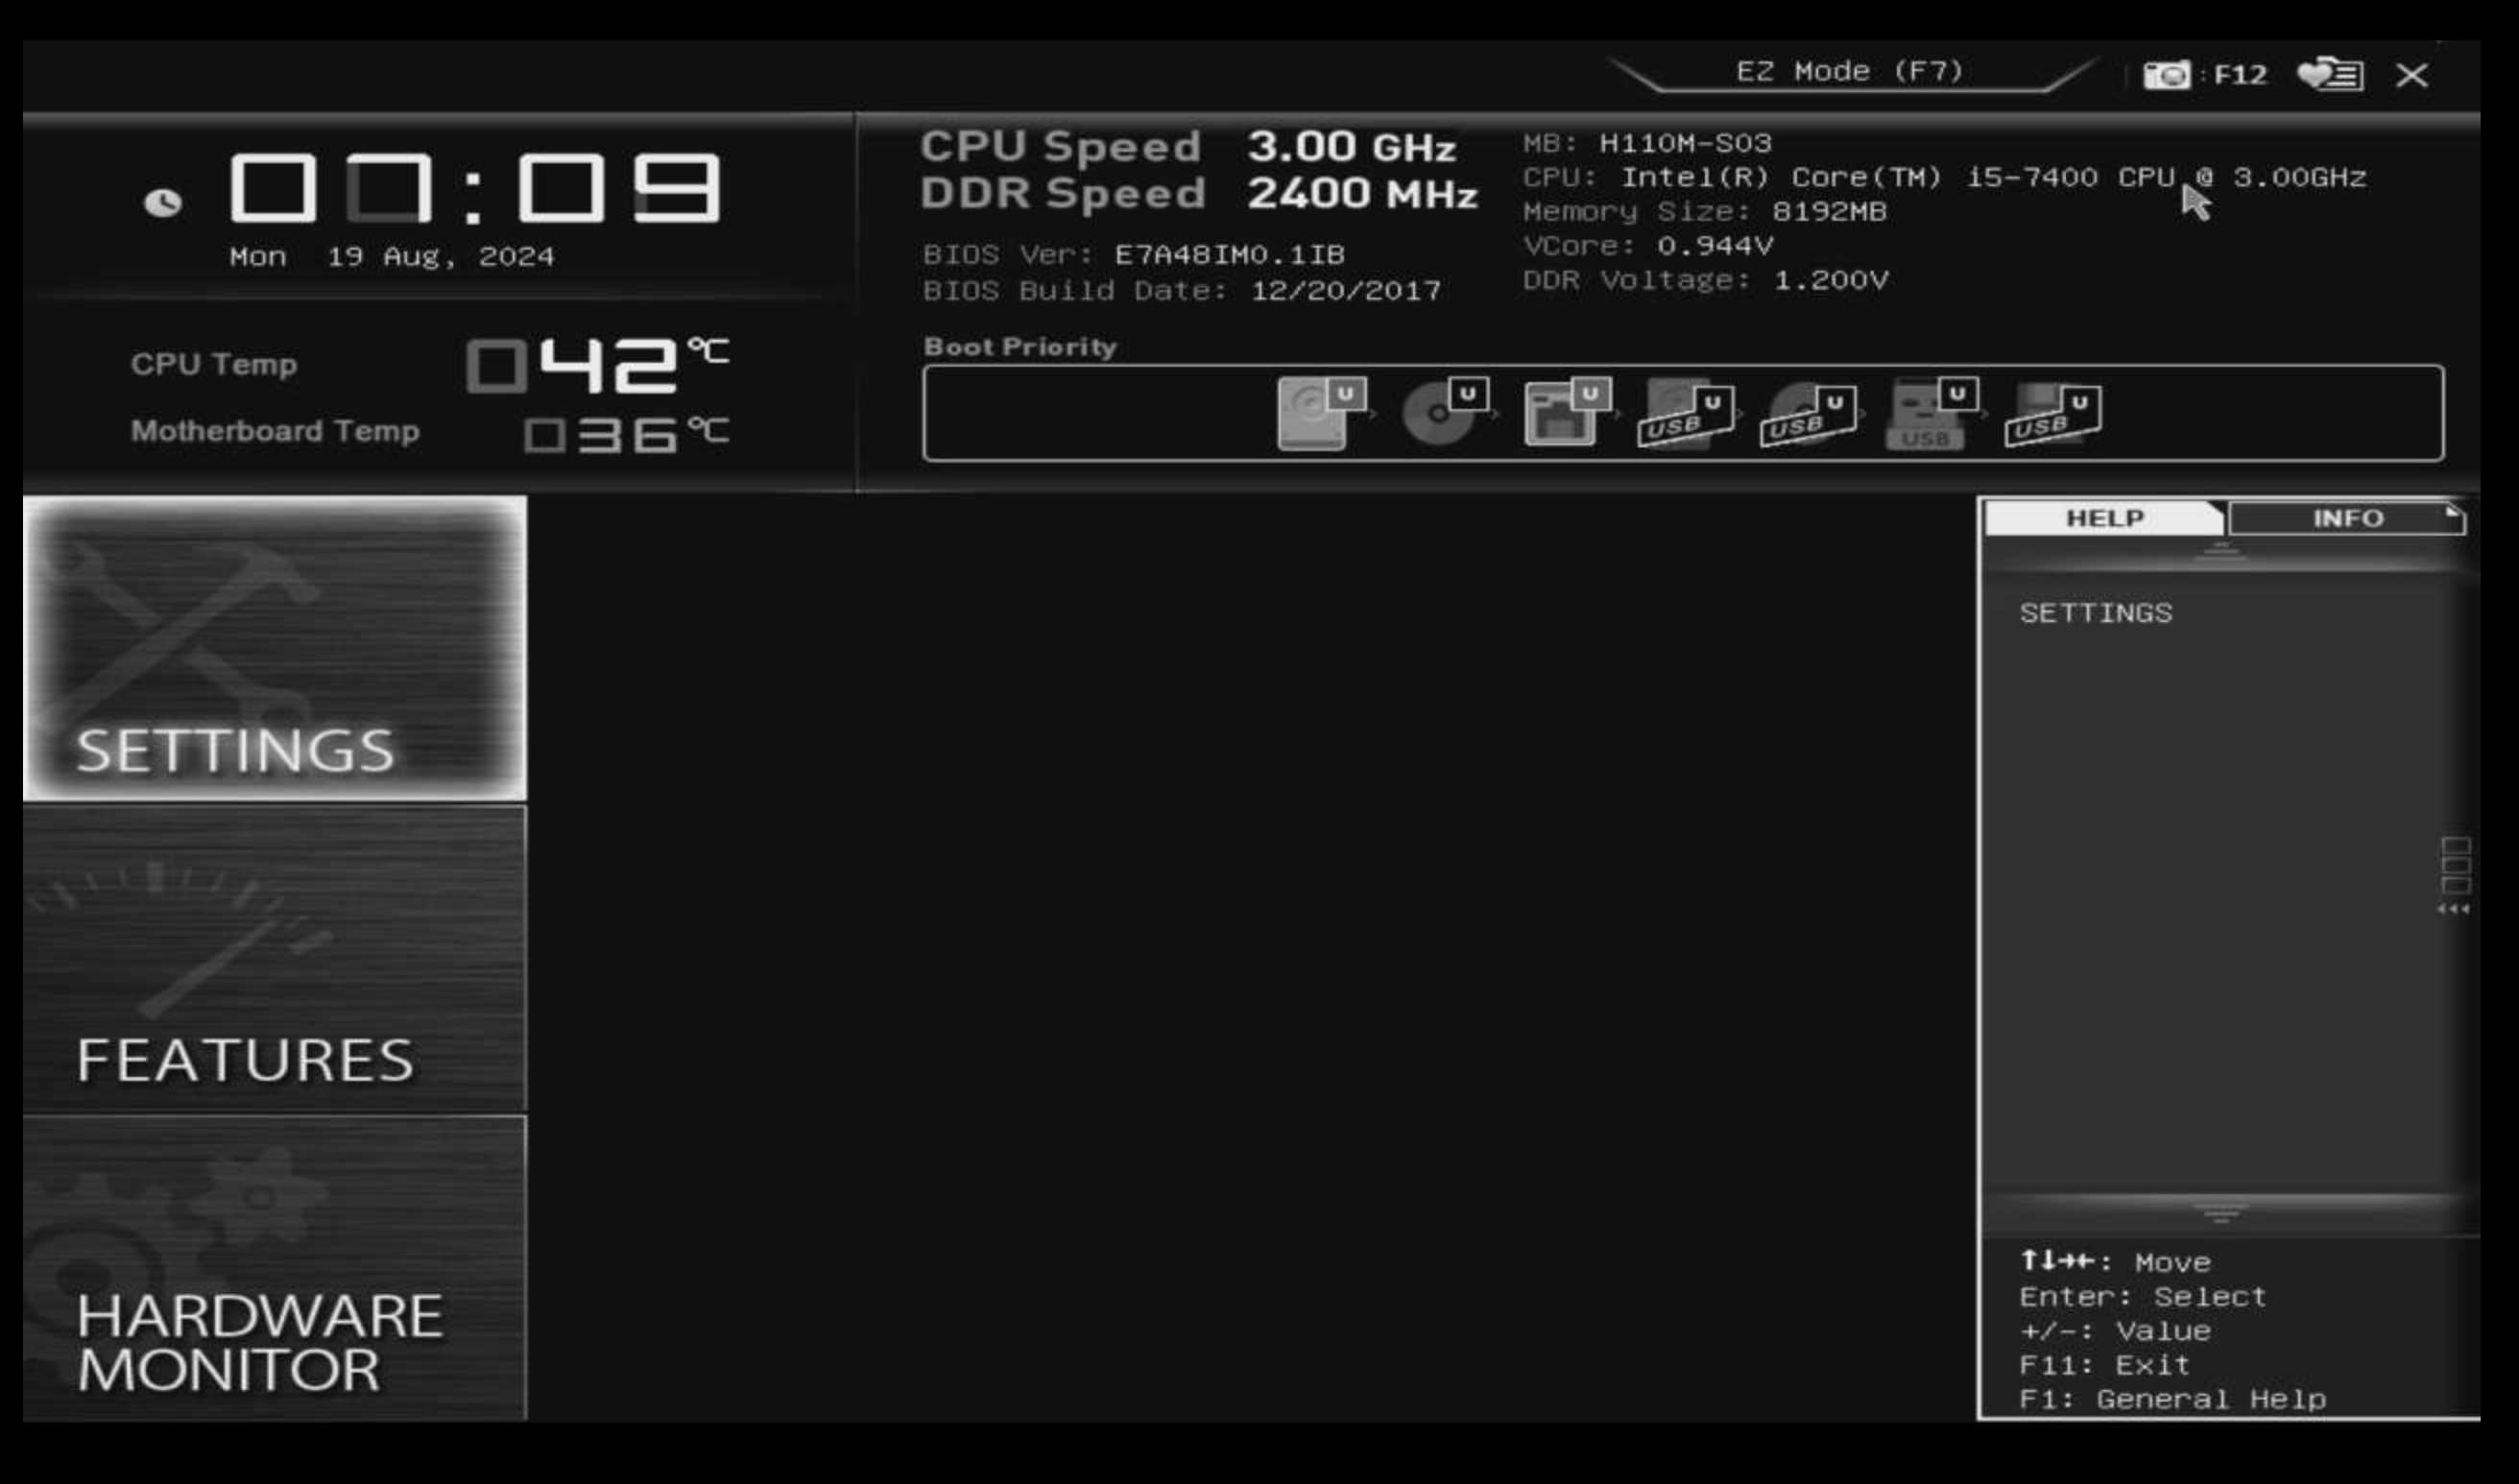 EZ Mode (F7)
: F12
07:09
Mon 19 Aug, 2024
CPU Speed 3.00 GHz
DDR Speed 2400 MHz
BIOS Ver: E7A48IM0.1IB
BIOS Build Date: 12/20/2017
MB: H110M-S03
CPU: Intel(R) Core(TM) i5-7400 CPU @ 3.00GHz
Memory Size: 8192MB
VCore: 0.944V
DDR Voltage: 1.200V
CPU Temp 042°C
Motherboard Temp 036°C
Boot Priority
U U U U U U U
USB USB USB USB
SETTINGS
FEATURES
HARDWARE
MONITOR
HELP INFO
SETTINGS
↑↓→←: Move
Enter: Select
+/-: Value
F11: Exit
F1: General Help